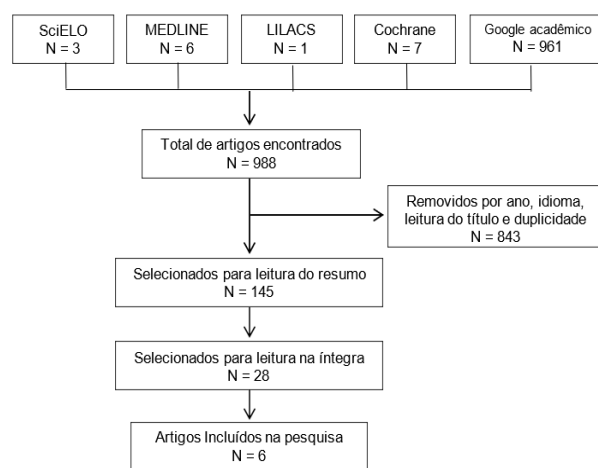 SciELO
N = 3
MEDLINE
N = 6
LILACS
N = 1
Cochrane
N = 7
Google acadêmico
N = 961
Total de artigos encontrados
N = 988
Removidos por ano, idioma,
leitura do título e duplicidade
N = 843
Selecionados para leitura do resumo
N = 145
Selecionados para leitura na íntegra
N = 28
Artigos Incluídos na pesquisa
N = 6